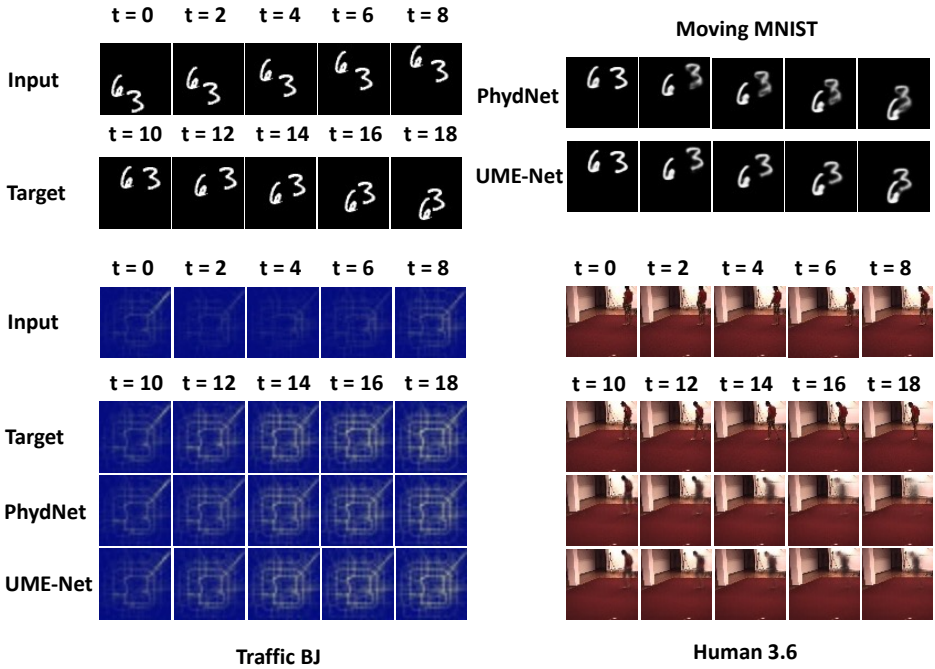 t = 0 t = 2 t = 4 t = 6 t = 8
Input
t = 10 t = 12 t = 14 t = 16 t = 18
Target
Moving MNIST
PhydNet
UME-Net
t = 0 t = 2 t = 4 t = 6 t = 8
Input
t = 10 t = 12 t = 14 t = 16 t = 18
Target
PhydNet
UME-Net
Traffic BJ
t = 0 t = 2 t = 4 t = 6 t = 8
t = 10 t = 12 t = 14 t = 16 t = 18
Human 3.6